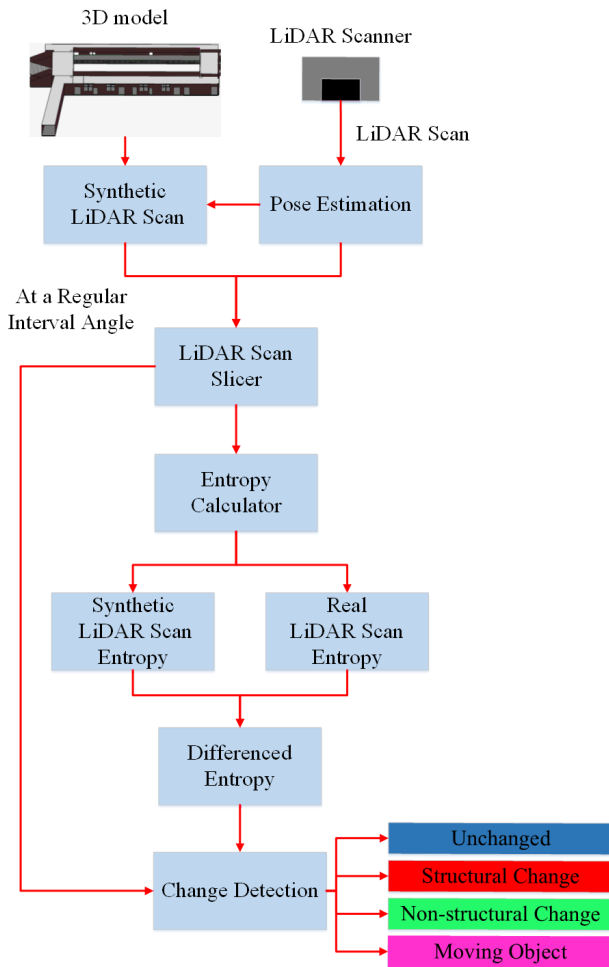 3D model
LiDAR Scanner
LiDAR Scan
Synthetic
LiDAR Scan
Pose Estimation
At a Regular
Interval Angle
LiDAR Scan
Slicer
Entropy
Calculator
Synthetic
LiDAR Scan
Entropy
Real
LiDAR Scan
Entropy
Differenced
Entropy
Change Detection
Unchanged
Structural Change
Non-structural Change
Moving Object